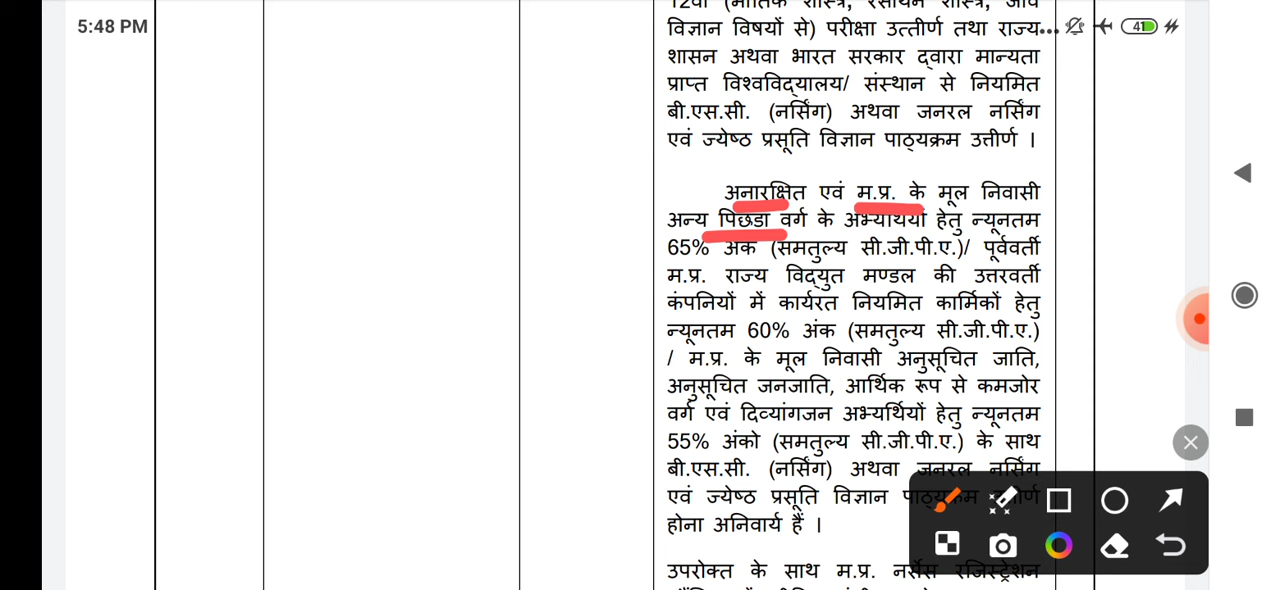 5:48 PM
41
विज्ञान विषयों से) परीक्षा उत्तीर्ण तथा राज्य
शासन अथवा भारत सरकार द्वारा मान्यता
प्राप्त विश्वविद्यालय/ संस्थान से नियमित
बी.एस.सी. (नर्सिंग) अथवा जनरल नर्सिंग
एवं ज्येष्ठ प्रसूति विज्ञान पाठ्यक्रम उत्तीर्ण ।
अनारक्षित एवं म.प्र. के मूल निवासी
अन्य पिछडा वर्ग के अभ्यर्थियों हेतु न्यूनतम
65% अंक (समतुल्य सी.जी.पी.ए.)/ पूर्ववर्ती
म.प्र. राज्य विद्युत मण्डल की उत्तरवर्ती
कंपनियों में कार्यरत नियमित कार्मिकों हेतु
न्यूनतम 60% अंक (समतुल्य सी.जी.पी.ए.)
/ म.प्र. के मूल निवासी अनुसूचित जाति,
अनुसूचित जनजाति, आर्थिक रूप से कमजोर
वर्ग एवं दिव्यांगजन अभ्यर्थियों हेतु न्यूनतम
55% अंको (समतुल्य सी.जी.पी.ए.) के साथ
बी.एस.सी. (नर्सिंग) अथवा जनरल नर्सिंग
एवं ज्येष्ठ प्रसूति विज्ञान पाठ्यक्रम उत्तीर्ण
होना अनिवार्य हैं ।
उपरोक्त के साथ म.प्र. नर्सेस रजिस्ट्रेशन